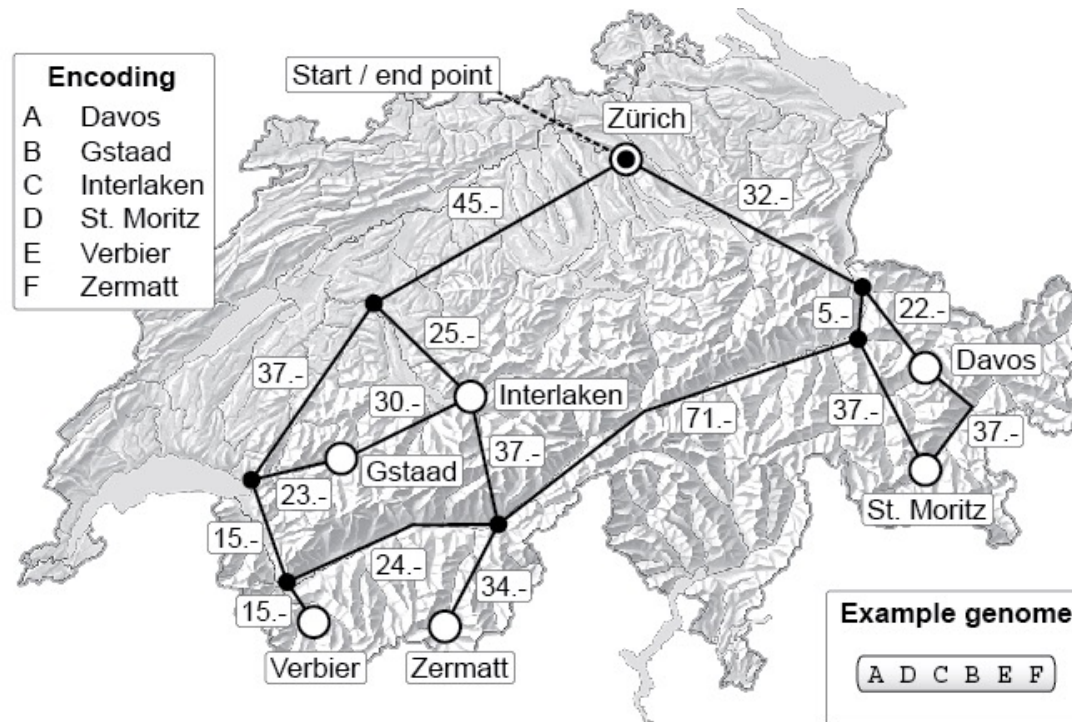 Encoding
A Davos
B Gstaad
C Interlaken
D St. Moritz
E Verbier
F Zermatt
Start / end point
Zürich
45.-
32.-
5.-
22.-
25.-
37.-
30.-
Interlaken
Davos
71.-
37.-
37.-
37.-
Gstaad
23.-
St. Moritz
15.-
24.-
34.-
15.-
Verbier
Zermatt
Example genome
A D C B E F